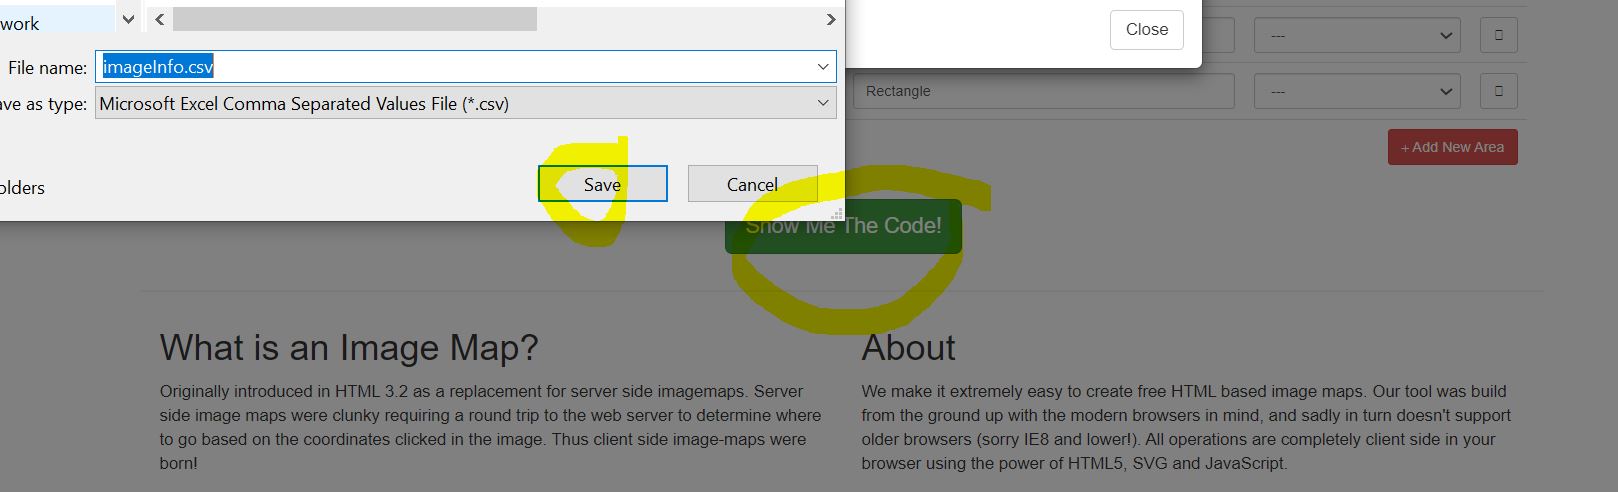 work
File name:
imageInfo.csv
ave as type:
Microsoft Excel Comma Separated Values File (*.csv)
olders
Save
Cancel
Close
---
Rectangle
---
+ Add New Area
Show Me The Code!
What is an Image Map?
Originally introduced in HTML 3.2 as a replacement for server side imagemaps. Server
side image maps were clunky requiring a round trip to the web server to determine where
to go based on the coordinates clicked in the image. Thus client side image-maps were
born!
About
We make it extremely easy to create free HTML based image maps. Our tool was build
from the ground up with the modern browsers in mind, and sadly in turn doesn't support
older browsers (sorry IE8 and lower!). All operations are completely client side in your
browser using the power of HTML5, SVG and JavaScript.